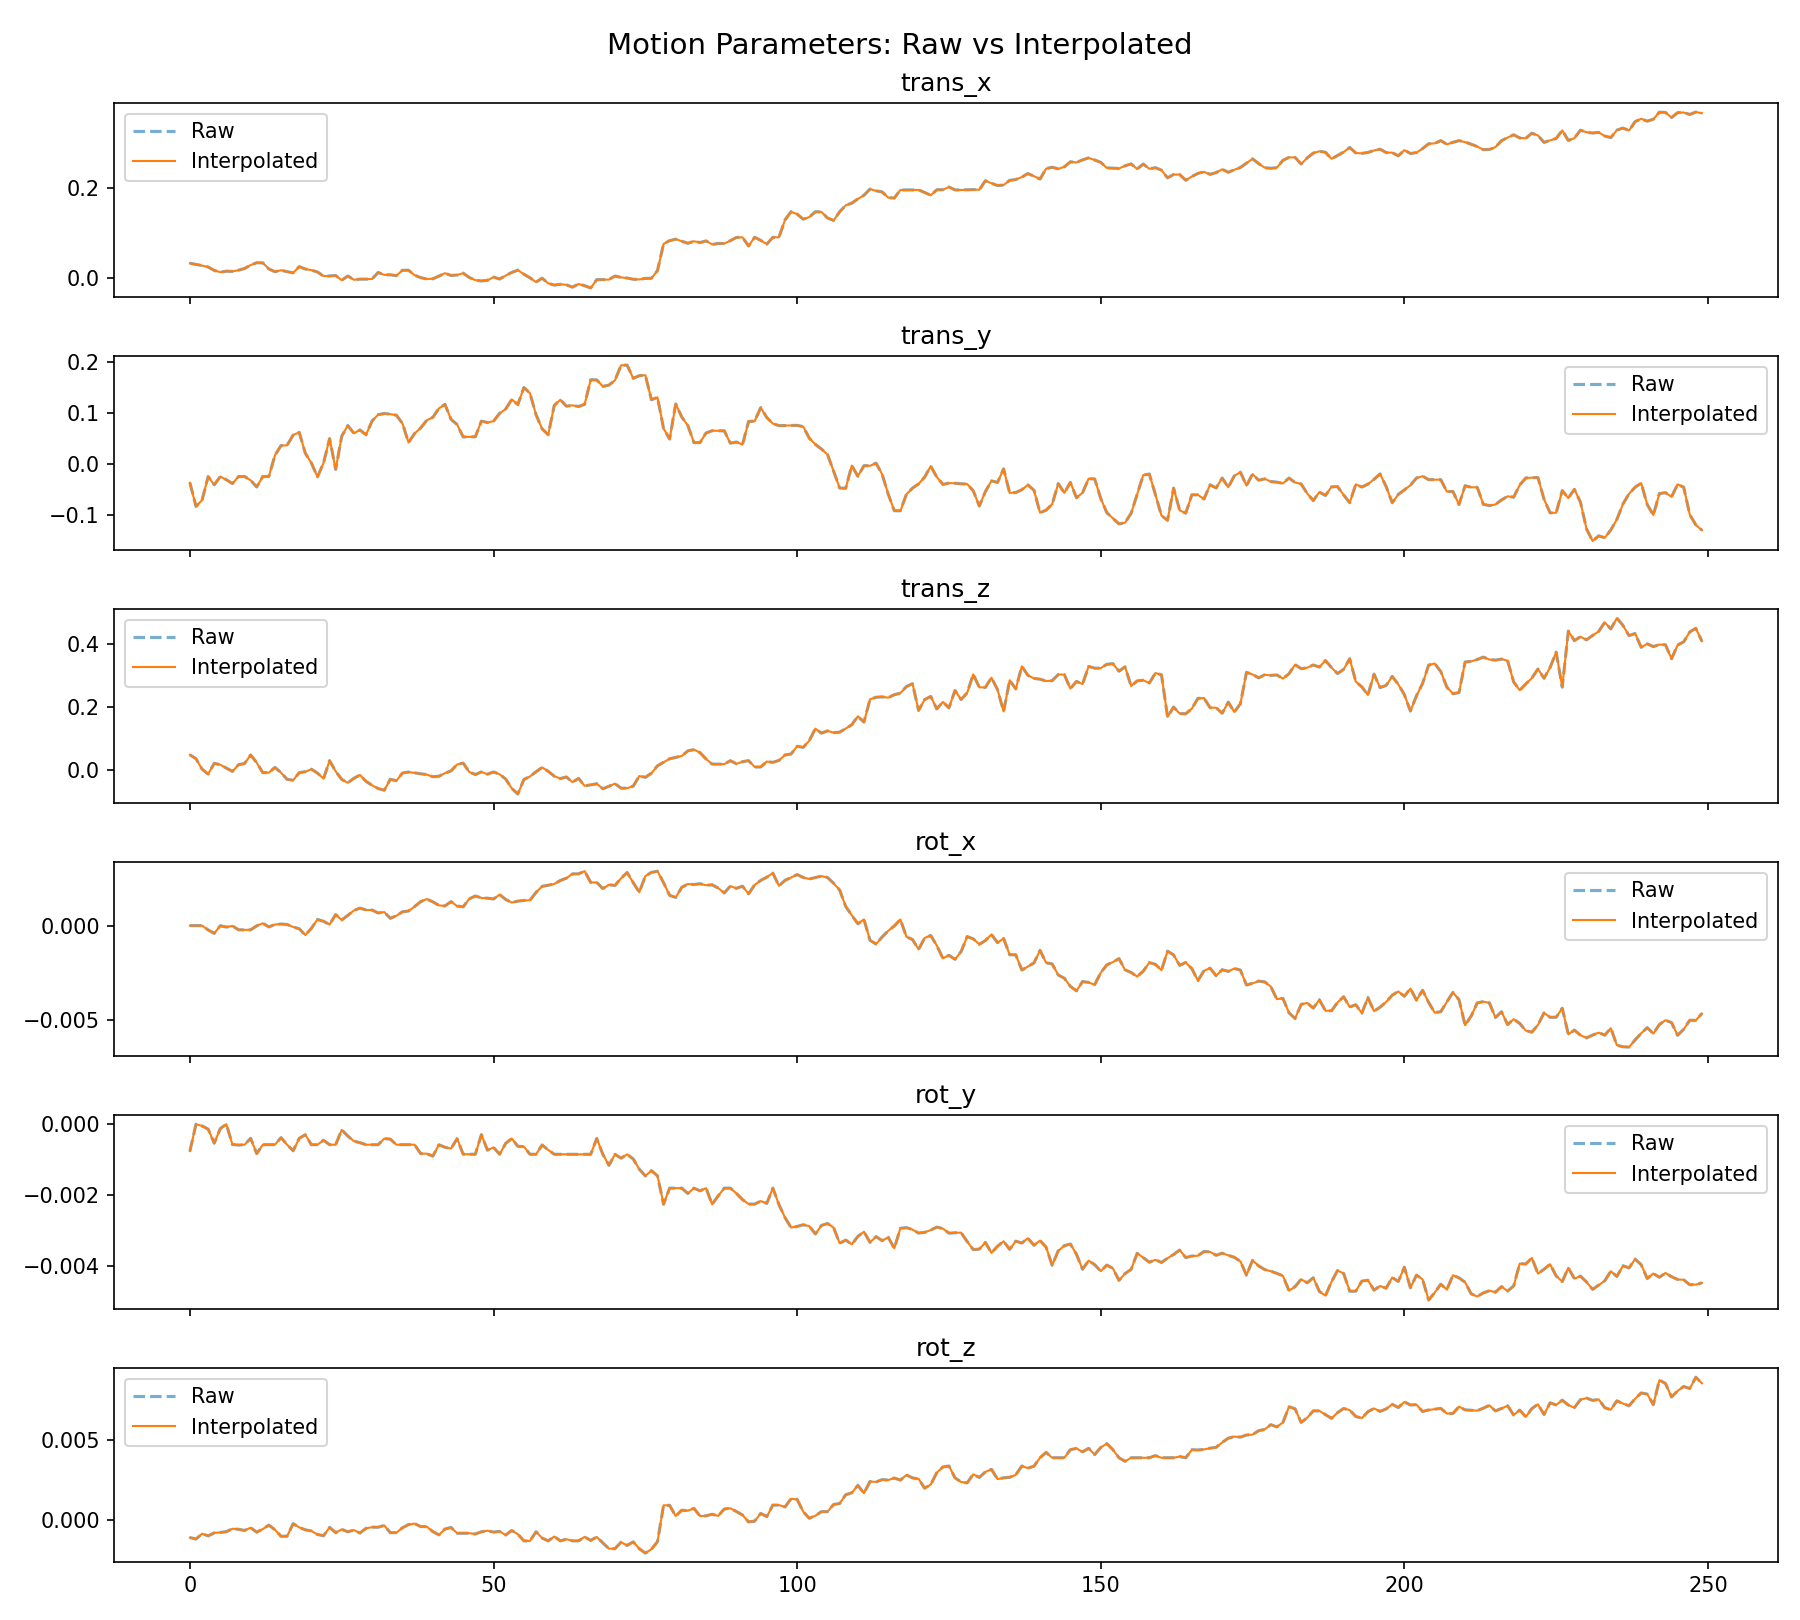 Motion Parameters: Raw vs Interpolated
trans_x
Raw
Interpolated
0.2
0.0
trans_y
0.2
0.1
0.0
−0.1
Raw
Interpolated
trans_z
Raw
Interpolated
0.4
0.2
0.0
rot_x
Raw
Interpolated
0.000
−0.005
rot_y
0.000
−0.002
−0.004
Raw
Interpolated
rot_z
Raw
Interpolated
0.005
0.000
0 50 100 150 200 250